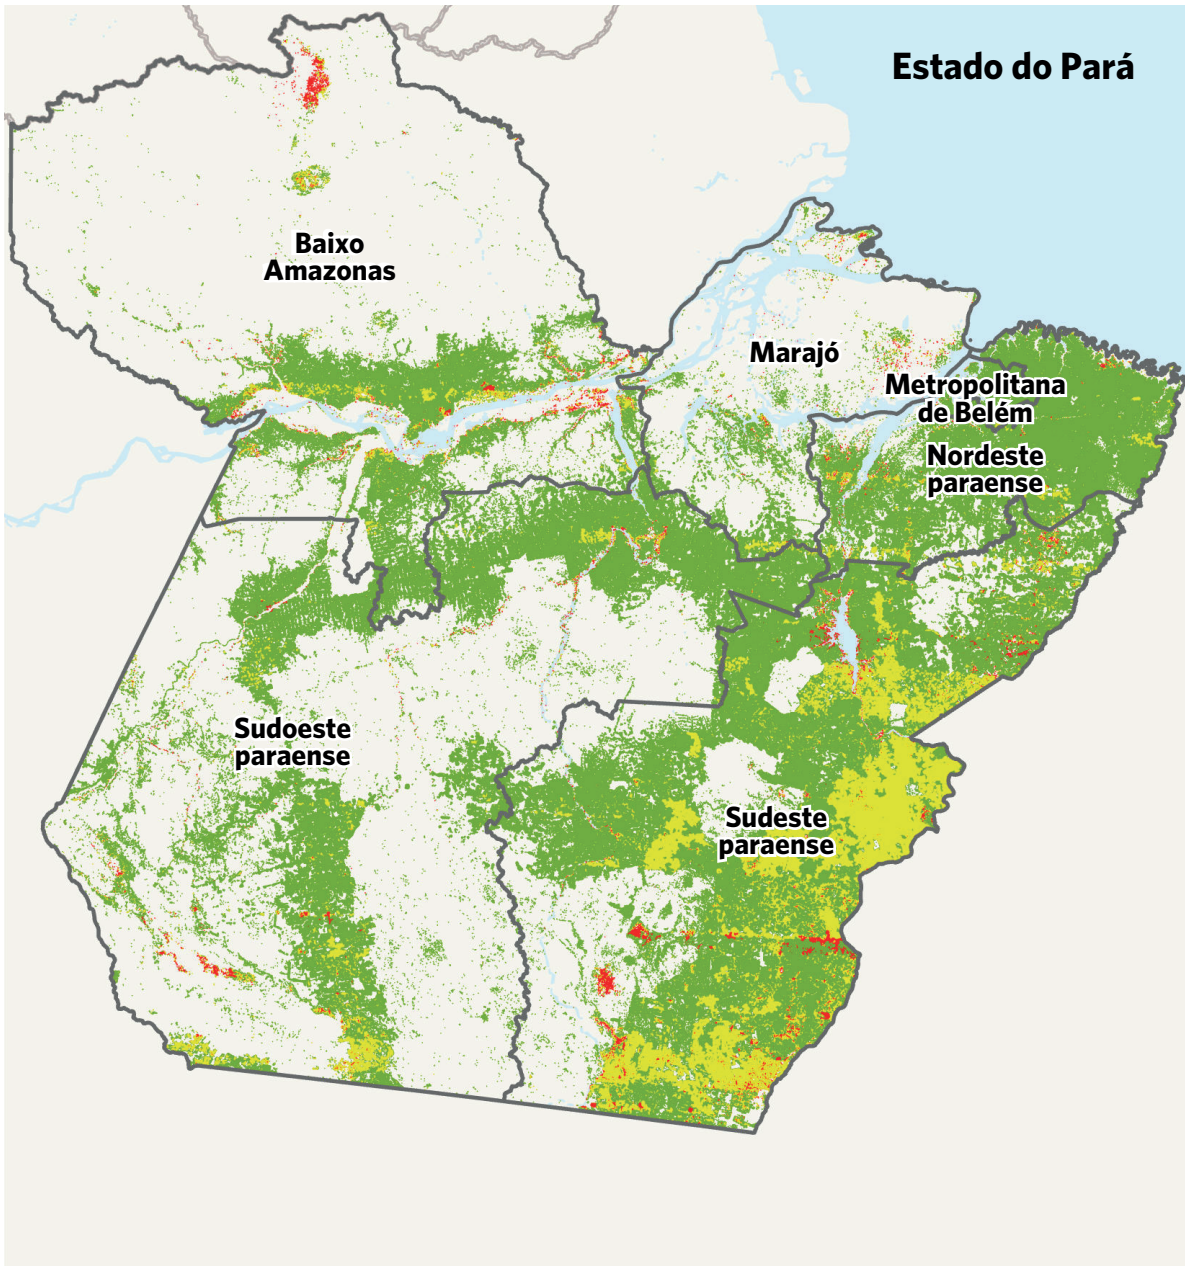 Estado do Pará
Baixo
Amazonas
Marajó
Metropolitana
de Belém
Nordeste
paraense
Sudoeste
paraense
Sudeste
paraense